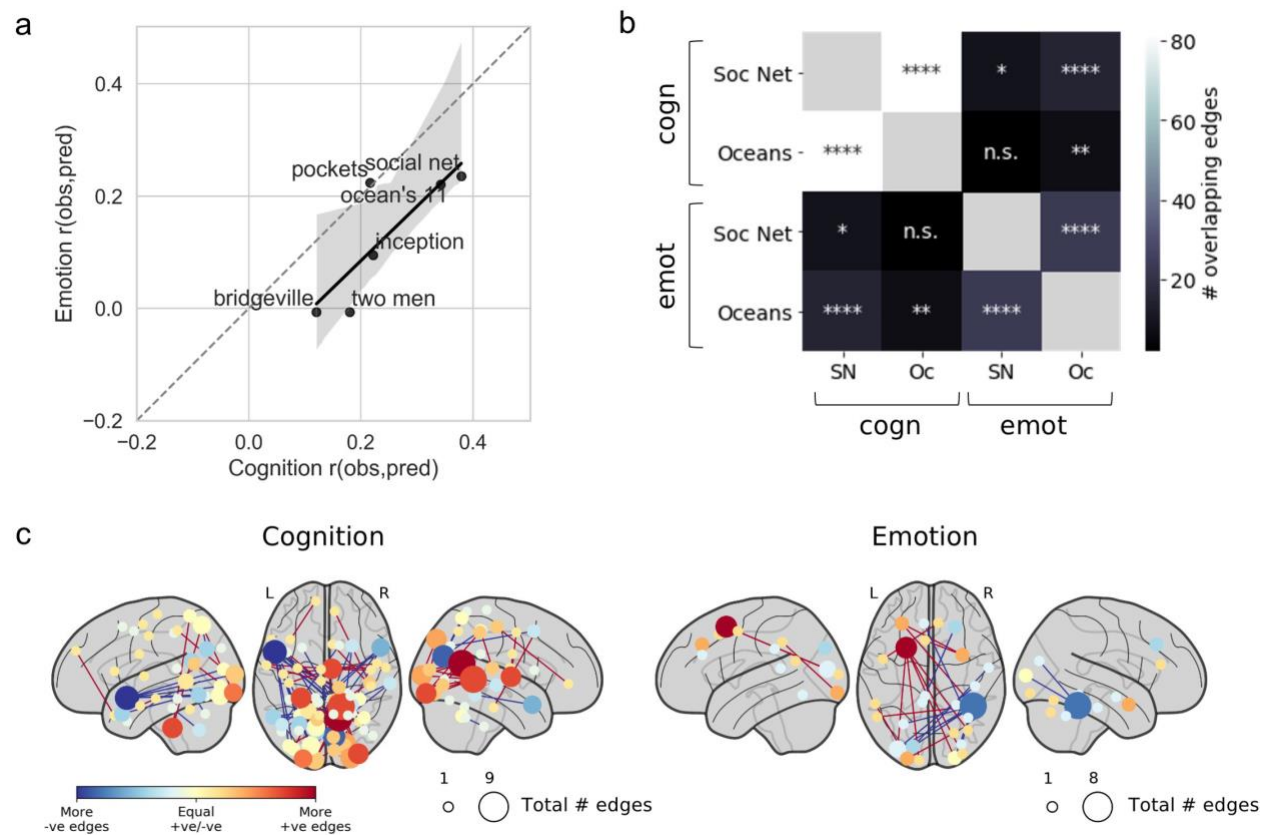 a
0.4
0.2
0.0
−0.2
−0.2
0.0
0.2
0.4
Emotion r(obs,pred)
Cognition r(obs,pred)
pockets
social net
ocean's 11
inception
bridgeville
two men
b
cogn
emot
Soc Net
Oceans
Soc Net
Oceans
**** * ****
**** n.s. **
* n.s. ****
**** ** ****
SN Oc SN Oc
cogn emot
80
60
40
20
# overlapping edges
c
Cognition
L R
More -ve edges
Equal +ve/-ve
More +ve edges
1 9
Total # edges
Emotion
L R
1 8
Total # edges